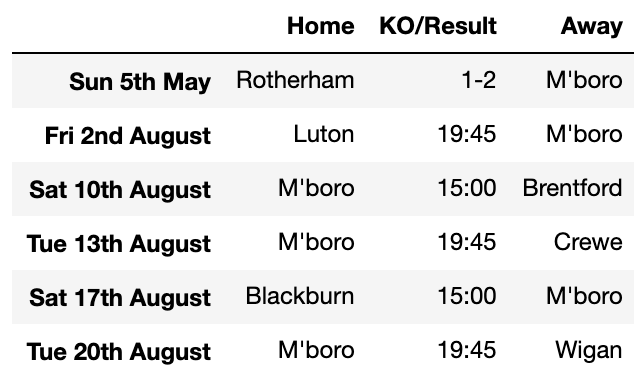 Home KO/Result Away
Sun 5th May Rotherham 1-2 M'boro
Fri 2nd August Luton 19:45 M'boro
Sat 10th August M'boro 15:00 Brentford
Tue 13th August M'boro 19:45 Crewe
Sat 17th August Blackburn 15:00 M'boro
Tue 20th August M'boro 19:45 Wigan